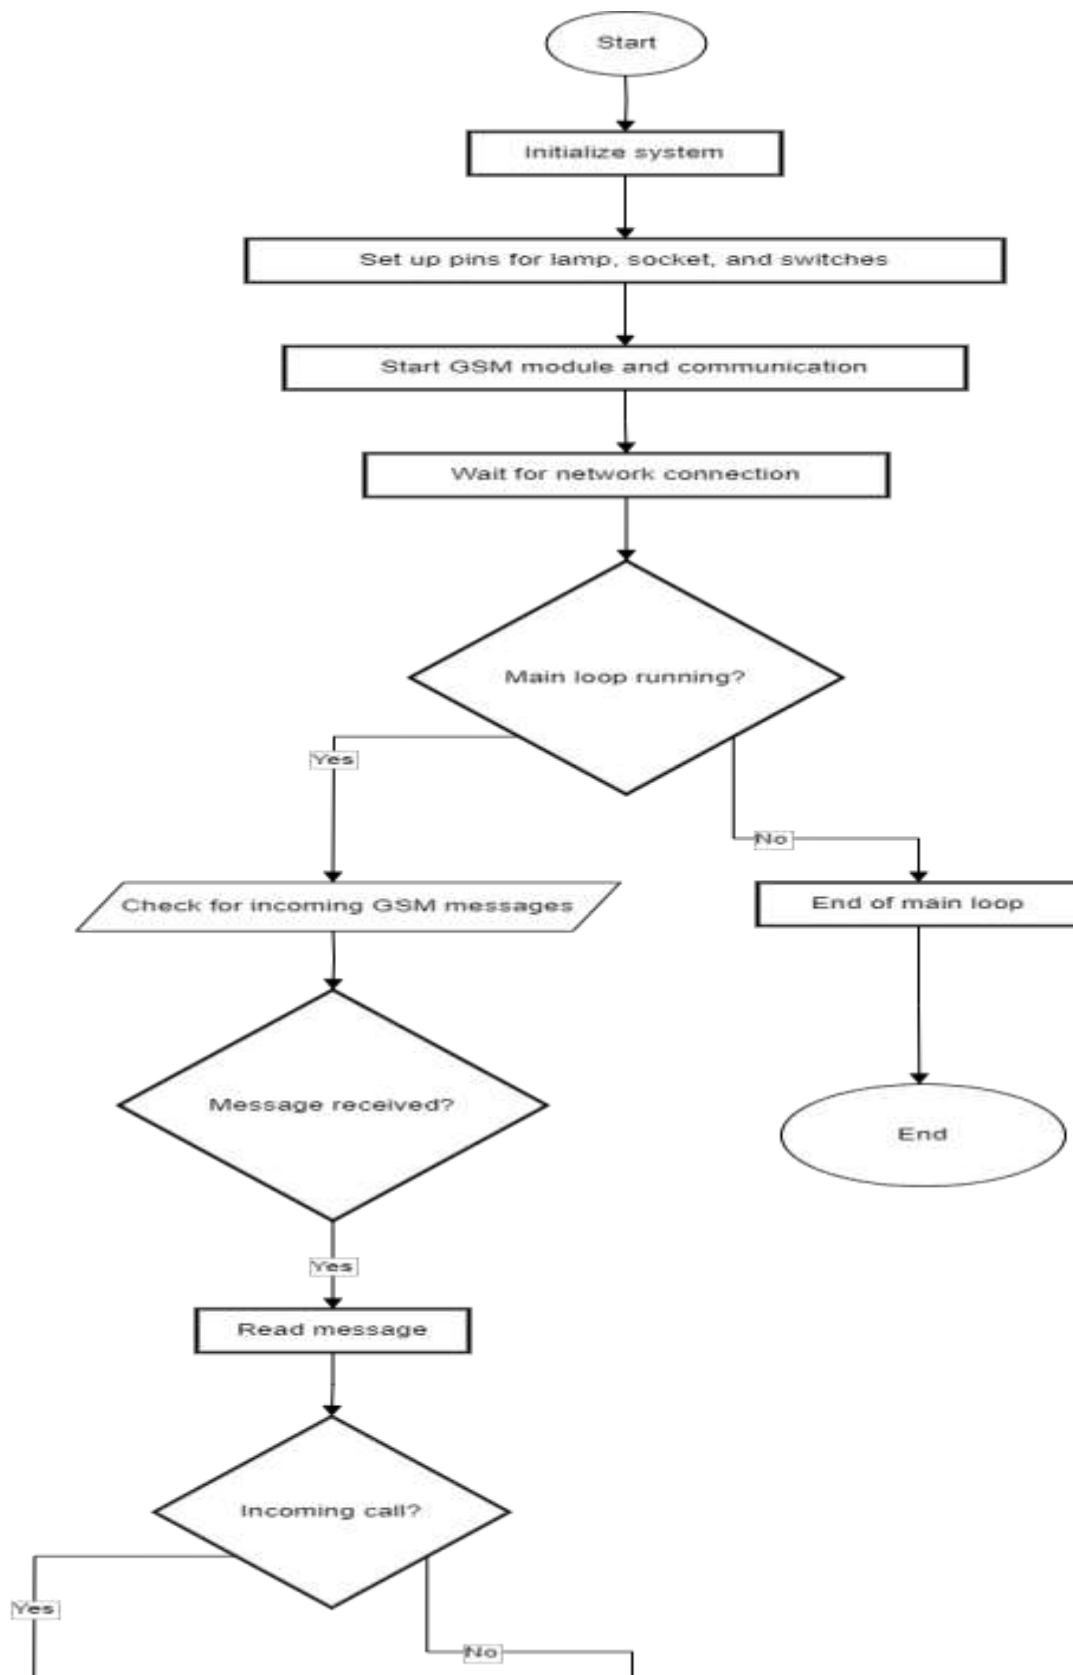 Start
Initialize system
Set up pins for lamp, socket, and switches
Start GSM module and communication
Wait for network connection
Main loop running?
Yes
No
Check for incoming GSM messages
End of main loop
Message received?
End
Yes
Read message
Incoming call?
Yes
No